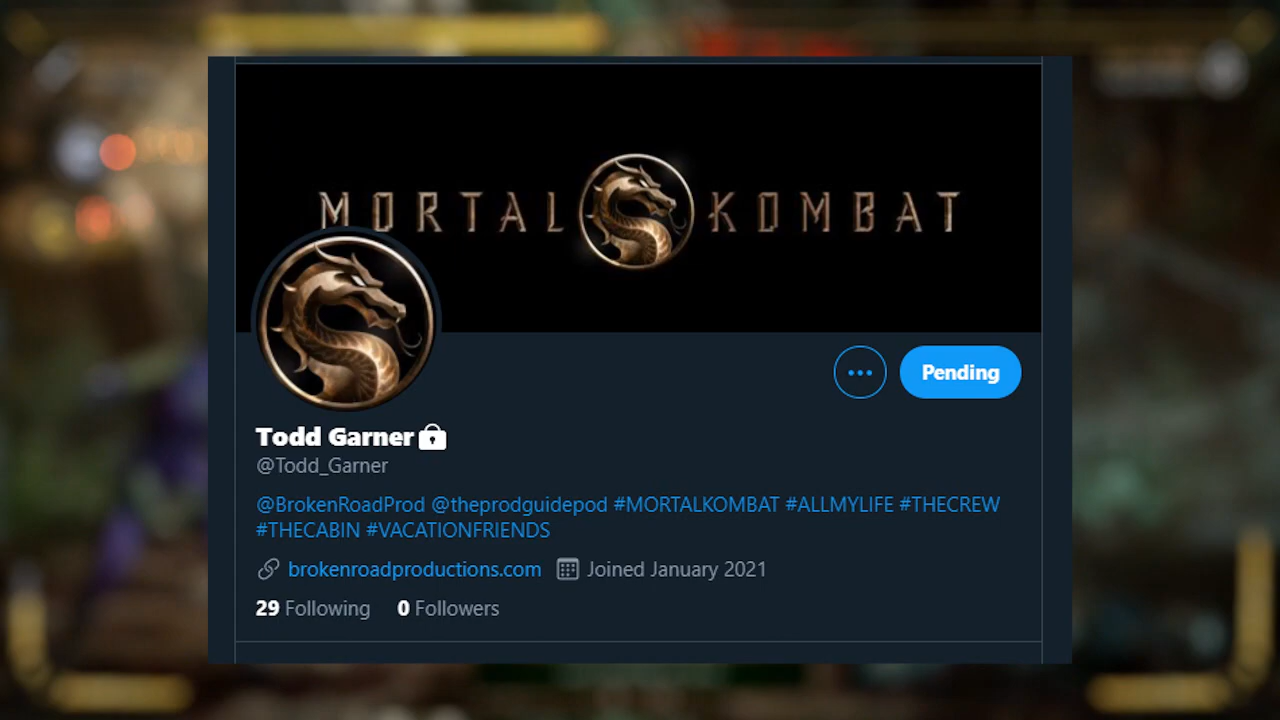 MORTAL KOMBAT
Pending
Todd Garner
@Todd_Garner
@BrokenRoadProd @theprodguidepod #MORTALKOMBAT #ALLMYLIFE #THECREW
#THECABIN #VACATIONFRIENDS
brokenroadproductions.com Joined January 2021
29 Following 0 Followers